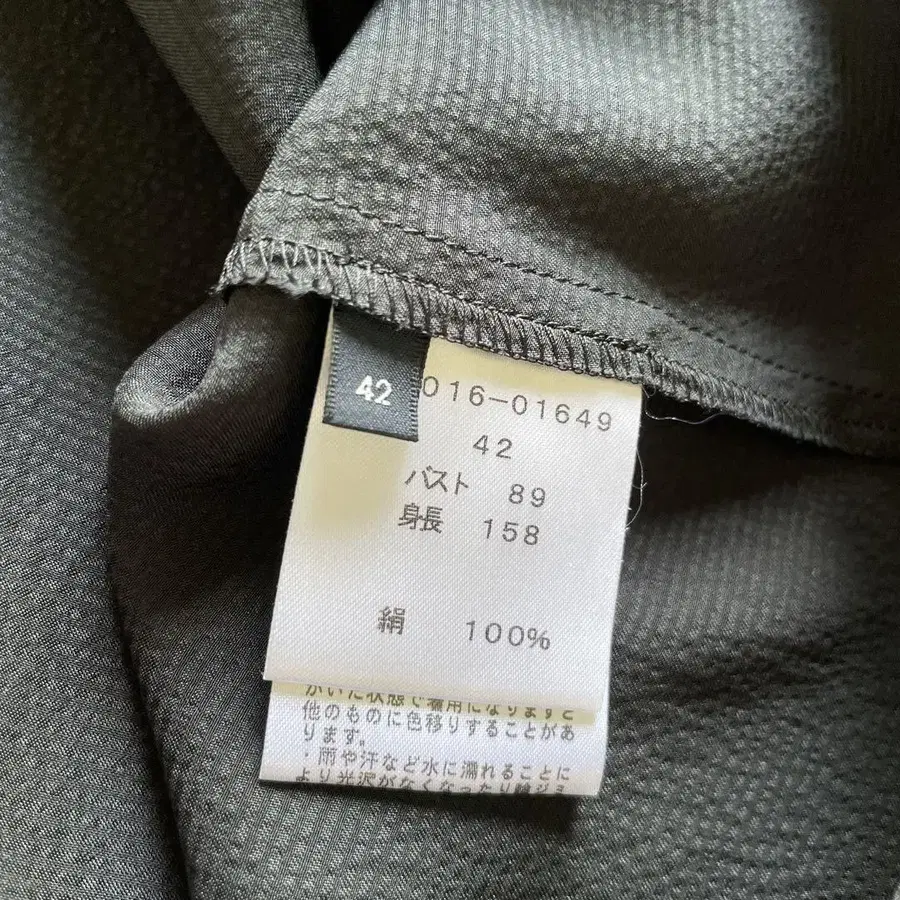 42
016-01649
42
バスト 89
身長 158
絹 100%
かいた状態で着用になりますと
他のものに色移りすることがあ
ります。
・雨や汗など水に濡れることに
より光沢がなくなったり輪ジミ